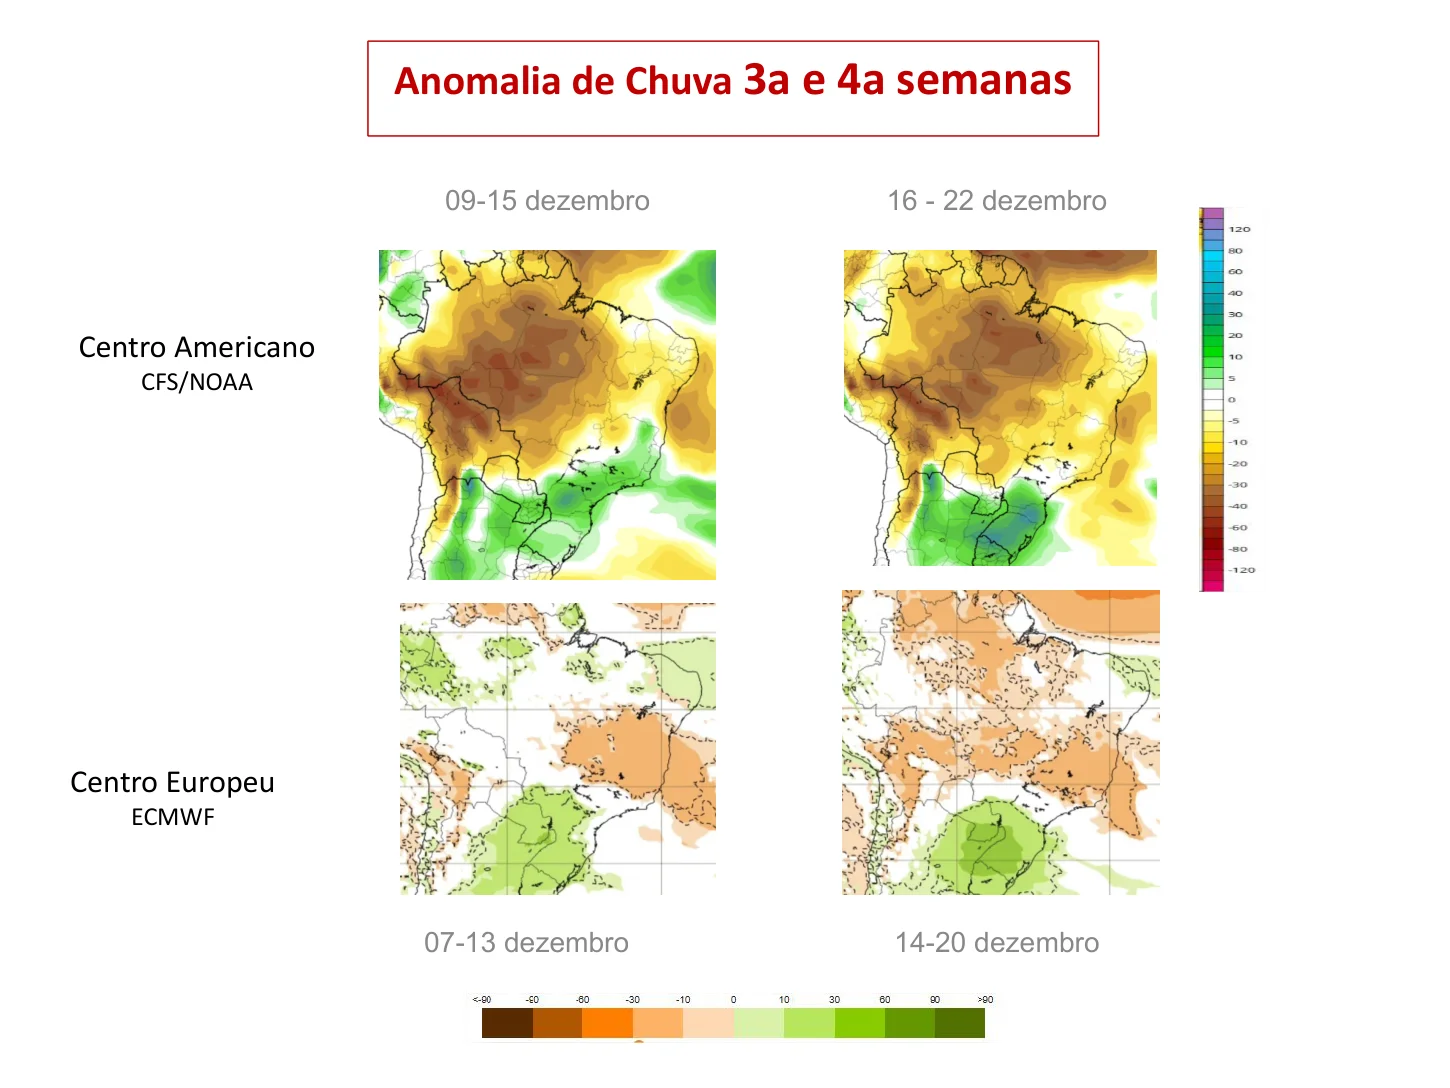 Anomalia de Chuva 3a e 4a semanas
09-15 dezembro
16 - 22 dezembro
120
80
60
40
30
20
10
5
0
-5
-10
-20
-30
-40
-60
-80
-120
Centro Americano
CFS/NOAA
Centro Europeu
ECMWF
07-13 dezembro
14-20 dezembro
<-90 -90 -60 -30 -10 0 10 30 60 90 >90